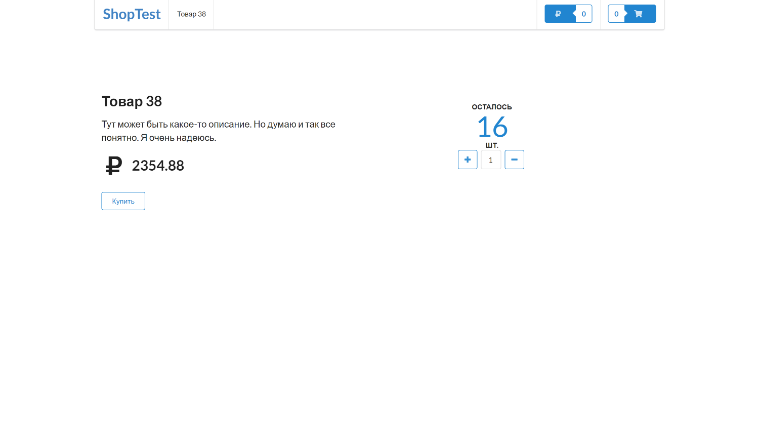 ShopTest
Товар 38
₽ 0
0
Товар 38
Тут может быть какое-то описание. Но думаю и так все
понятно. Я очень надеюсь.
₽ 2354.88
Купить
ОСТАЛОСЬ
16
ШТ.
+ 1 -